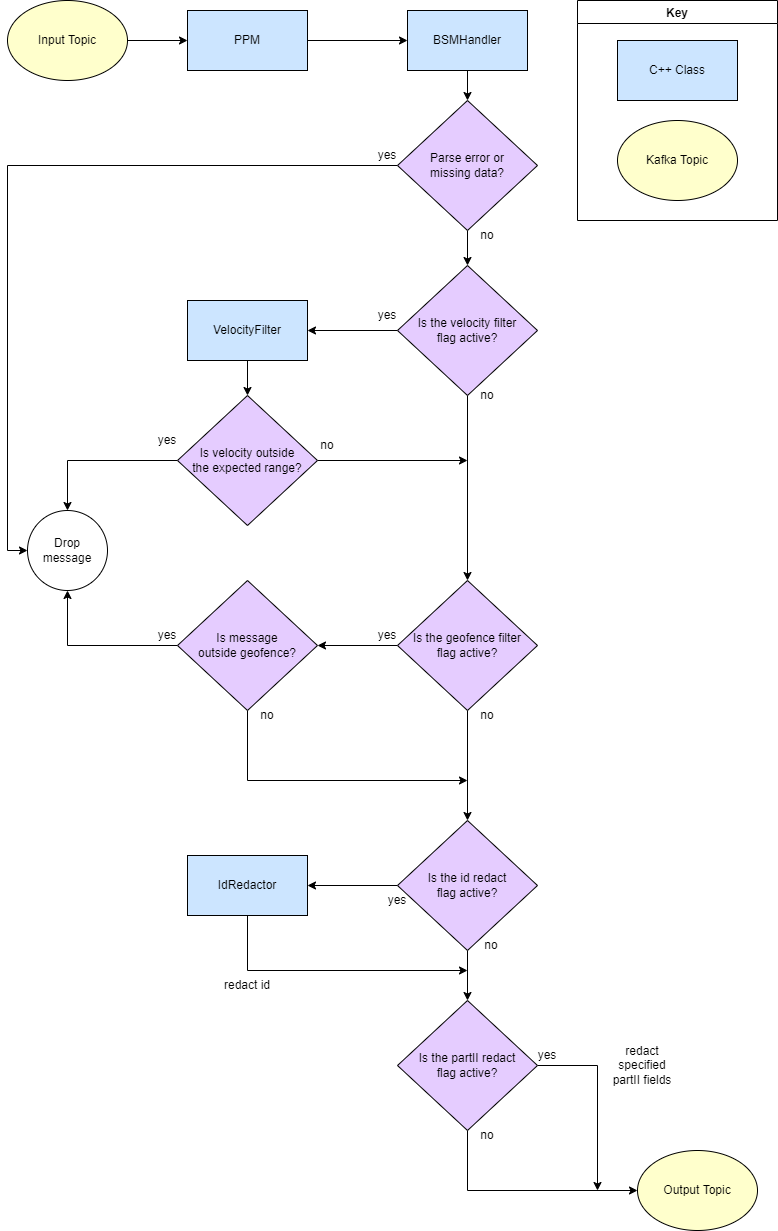 Input Topic
PPM
BSMHandler
Key
C++ Class
Kafka Topic
Parse error or
missing data?
yes
no
Is the velocity filter
flag active?
yes
no
VelocityFilter
Is velocity outside
the expected range?
yes
no
Drop
message
Is the geofence filter
flag active?
yes
no
Is message
outside geofence?
yes
no
Is the id redact
flag active?
yes
no
IdRedactor
redact id
Is the partII redact
flag active?
yes
no
redact
specified
partII fields
Output Topic